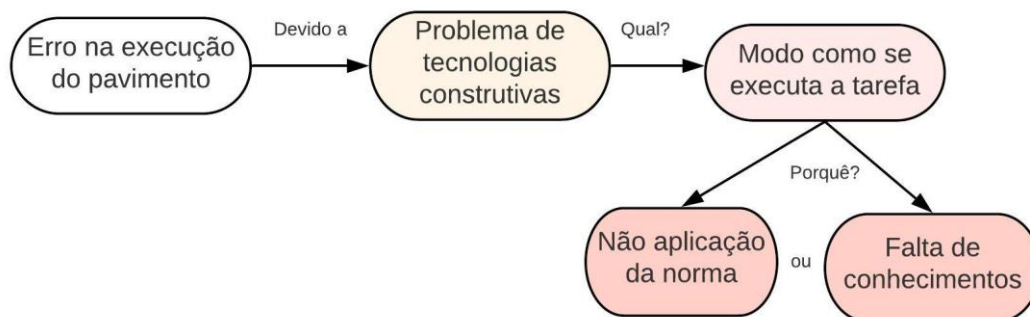 Erro na execução
do pavimento
Devido a
Problema de
tecnologias
construtivas
Qual?
Modo como se
executa a tarefa
Porquê?
Não aplicação
da norma
ou
Falta de
conhecimentos